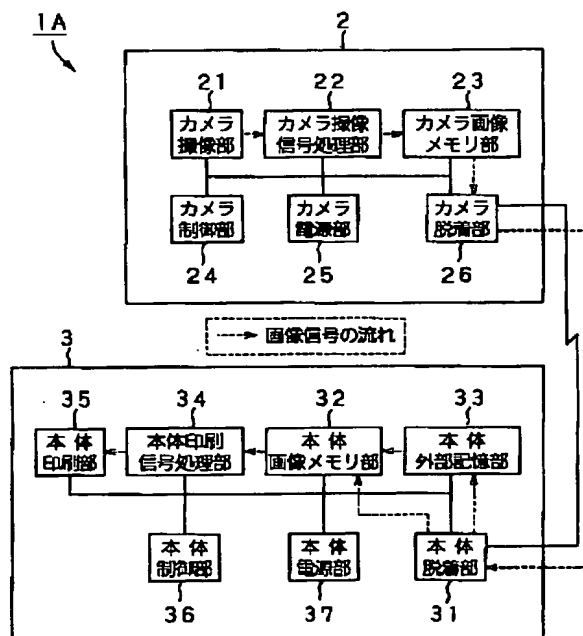 1A
2
21
22
23
カメラ
撮像部
カメラ撮像
信号処理部
カメラ画像
メモリ部
カメラ
制御部
カメラ
電源部
カメラ
脱着部
24
25
26
画像信号の流れ
3
35
34
32
33
本体
印刷部
本体印刷
信号処理部
本体
画像メモリ部
本体
外部記憶部
本体
制御部
本体
電源部
本体
脱着部
36
37
31